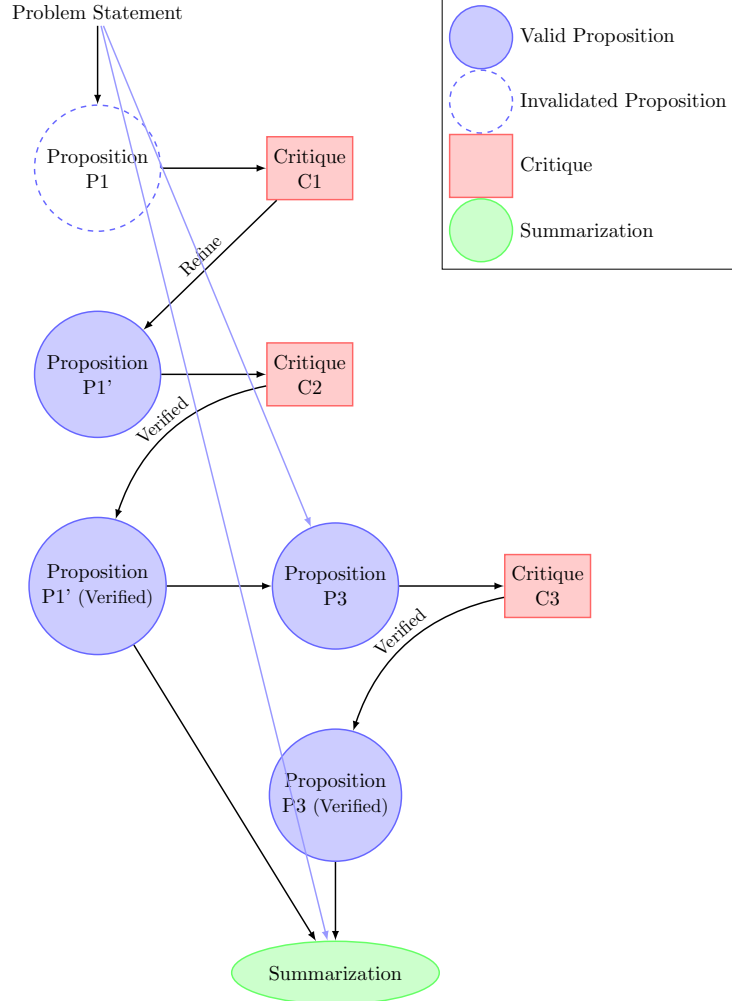 Problem Statement
Valid Proposition
Invalidated Proposition
Critique
Summarization
Proposition
P1
Critique
C1
Refine
Proposition
P1'
Critique
C2
Verified
Proposition
P1' (Verified)
Proposition
P3
Critique
C3
Verified
Proposition
P3 (Verified)
Summarization